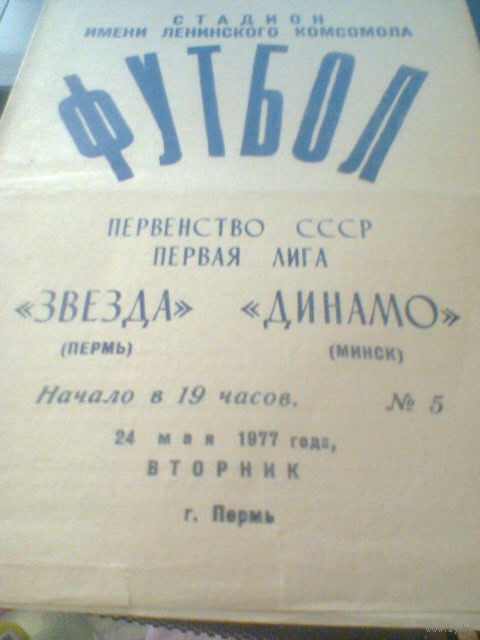 СТАДИОН
ИМЕНИ ЛЕНИНСКОГО КОМСОМОЛА
ФУТБОЛ
ПЕРВЕНСТВО СССР
ПЕРВАЯ ЛИГА
«ЗВЕЗДА» «ДИНАМО»
(ПЕРМЬ) (МИНСК)
Начало в 19 часов. № 5
24 мая 1977 года,
ВТОРНИК
г. Пермь